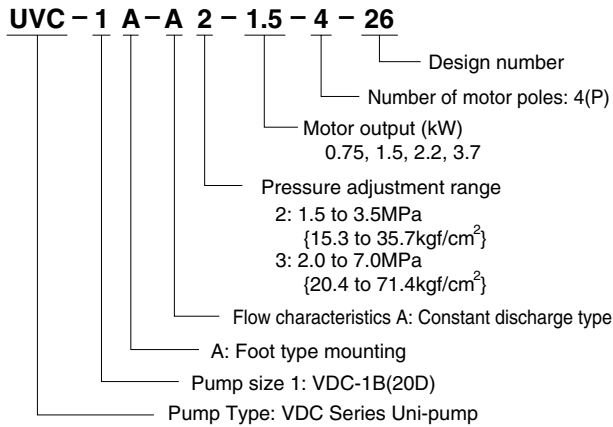 UVC – 1 A – A 2 – 1.5 – 4 – 26
Design number
Number of motor poles: 4(P)
Motor output (kW)
0.75, 1.5, 2.2, 3.7
Pressure adjustment range
2: 1.5 to 3.5MPa
{15.3 to 35.7kgf/cm²}
3: 2.0 to 7.0MPa
{20.4 to 71.4kgf/cm²}
Flow characteristics A: Constant discharge type
A: Foot type mounting
Pump size 1: VDC-1B(20D)
Pump Type: VDC Series Uni-pump